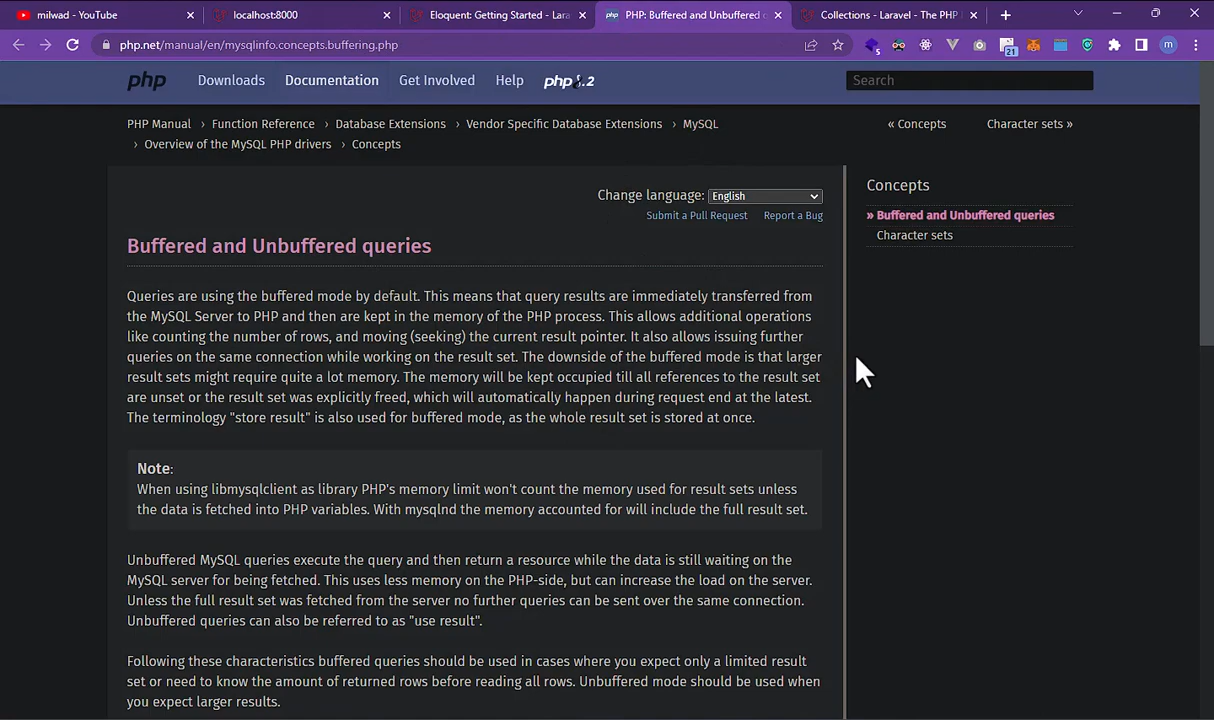 milwad - YouTube
localhost:8000
Eloquent: Getting Started - Lara
PHP: Buffered and Unbuffered q
Collections - Laravel - The PHP
php.net/manual/en/mysqlinfo.concepts.buffering.php
5
21
m
php
Downloads
Documentation
Get Involved
Help
php8.2
Search
PHP Manual › Function Reference › Database Extensions › Vendor Specific Database Extensions › MySQL
› Overview of the MySQL PHP drivers › Concepts
« Concepts
Character sets »
Change language: English
Submit a Pull Request Report a Bug
Buffered and Unbuffered queries
Queries are using the buffered mode by default. This means that query results are immediately transferred from
the MySQL Server to PHP and then are kept in the memory of the PHP process. This allows additional operations
like counting the number of rows, and moving (seeking) the current result pointer. It also allows issuing further
queries on the same connection while working on the result set. The downside of the buffered mode is that larger
result sets might require quite a lot memory. The memory will be kept occupied till all references to the result set
are unset or the result set was explicitly freed, which will automatically happen during request end at the latest.
The terminology "store result" is also used for buffered mode, as the whole result set is stored at once.
Note:
When using libmysqlclient as library PHP's memory limit won't count the memory used for result sets unless
the data is fetched into PHP variables. With mysqlnd the memory accounted for will include the full result set.
Unbuffered MySQL queries execute the query and then return a resource while the data is still waiting on the
MySQL server for being fetched. This uses less memory on the PHP-side, but can increase the load on the server.
Unless the full result set was fetched from the server no further queries can be sent over the same connection.
Unbuffered queries can also be referred to as "use result".
Following these characteristics buffered queries should be used in cases where you expect only a limited result
set or need to know the amount of returned rows before reading all rows. Unbuffered mode should be used when
you expect larger results.
Concepts
» Buffered and Unbuffered queries
Character sets